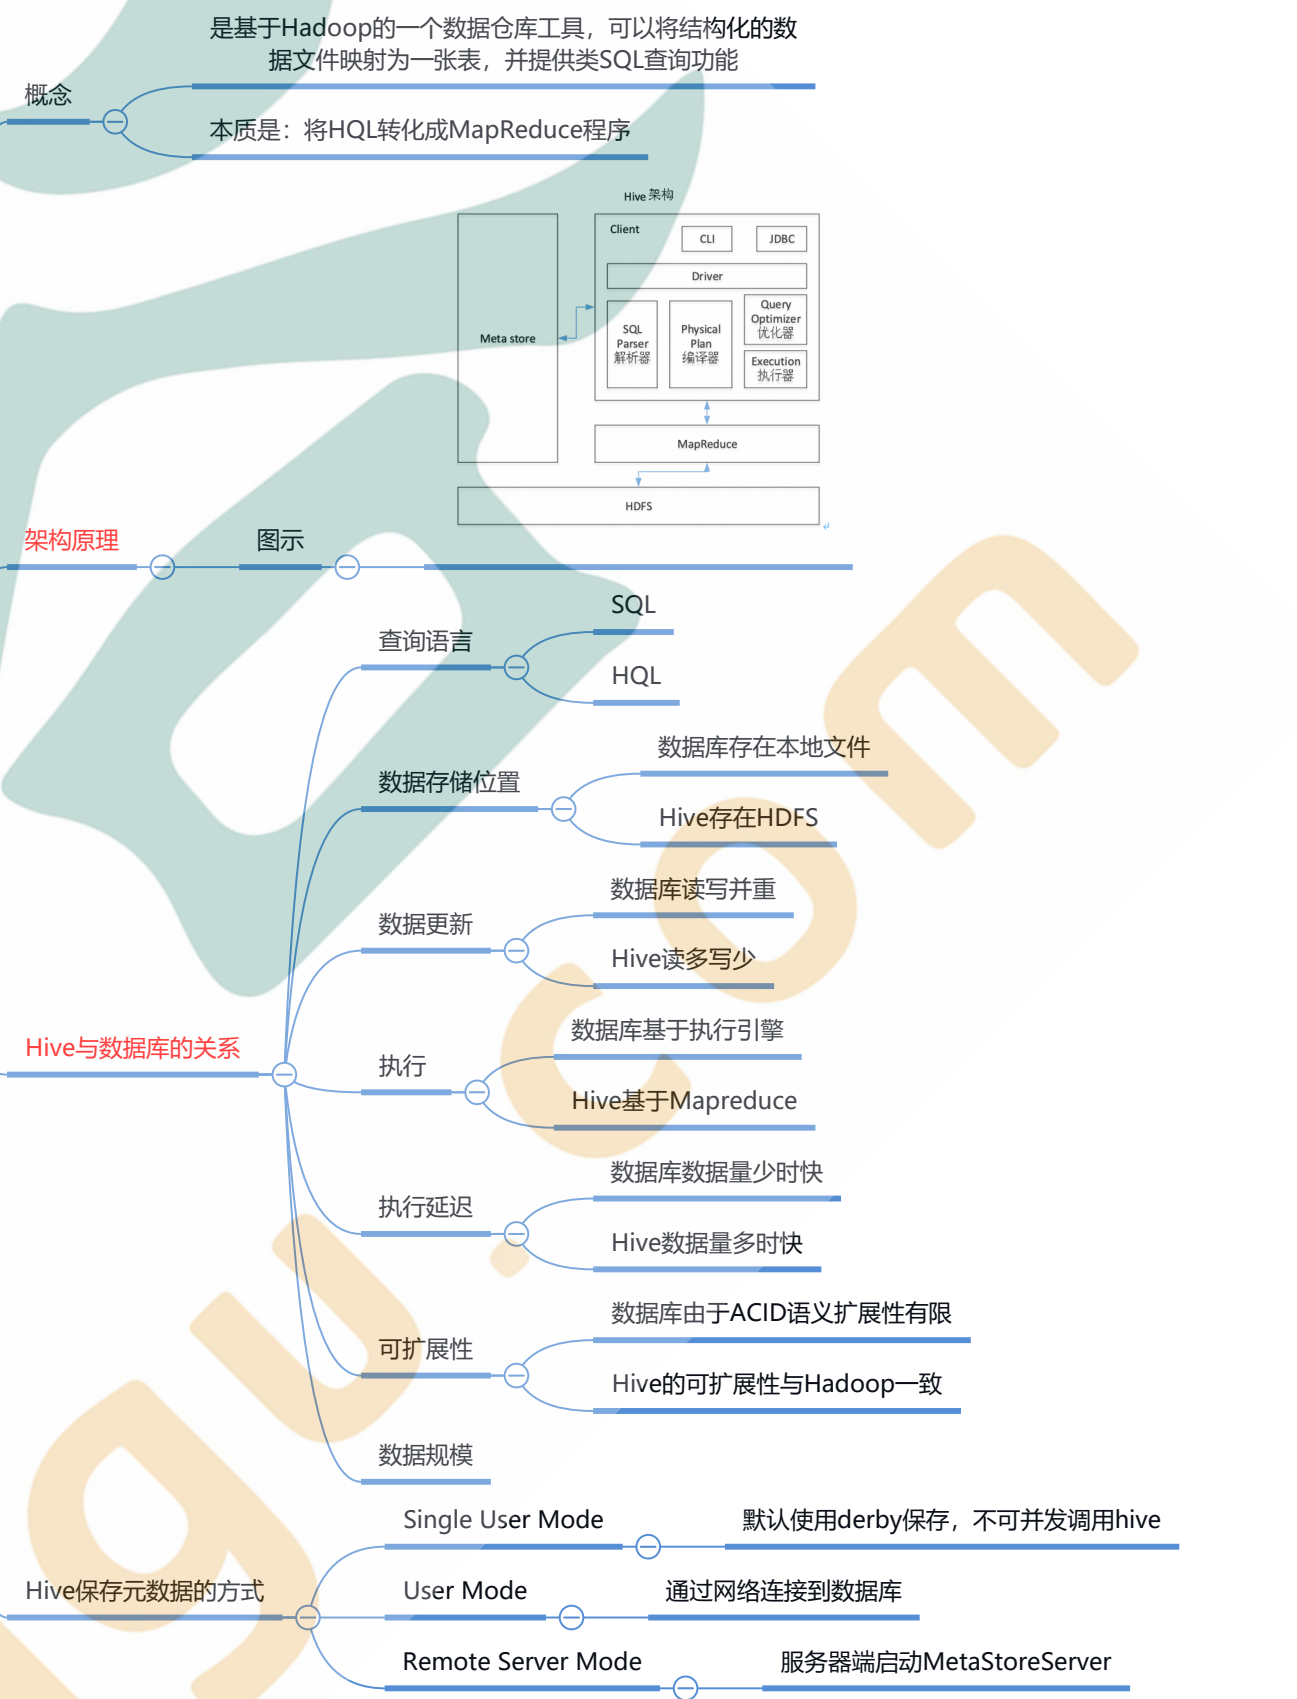 是基于Hadoop的一个数据仓库工具，可以将结构化的数
据文件映射为一张表，并提供类SQL查询功能
概念
本质是：将HQL转化成MapReduce程序
Hive 架构
Client
CLI
JDBC
Driver
Meta store
SQL
Parser
解析器
Physical
Plan
编译器
Query
Optimizer
优化器
Execution
执行器
MapReduce
HDFS
架构原理
图示
查询语言
SQL
HQL
数据存储位置
数据库存在本地文件
Hive存在HDFS
数据更新
数据库读写并重
Hive读多写少
Hive与数据库的关系
执行
数据库基于执行引擎
Hive基于Mapreduce
执行延迟
数据库数据量少时快
Hive数据量多时快
可扩展性
数据库由于ACID语义扩展性有限
Hive的可扩展性与Hadoop一致
数据规模
Hive保存元数据的方式
Single User Mode
默认使用derby保存，不可并发调用hive
User Mode
通过网络连接到数据库
Remote Server Mode
服务器端启动MetaStoreServer
gu.com